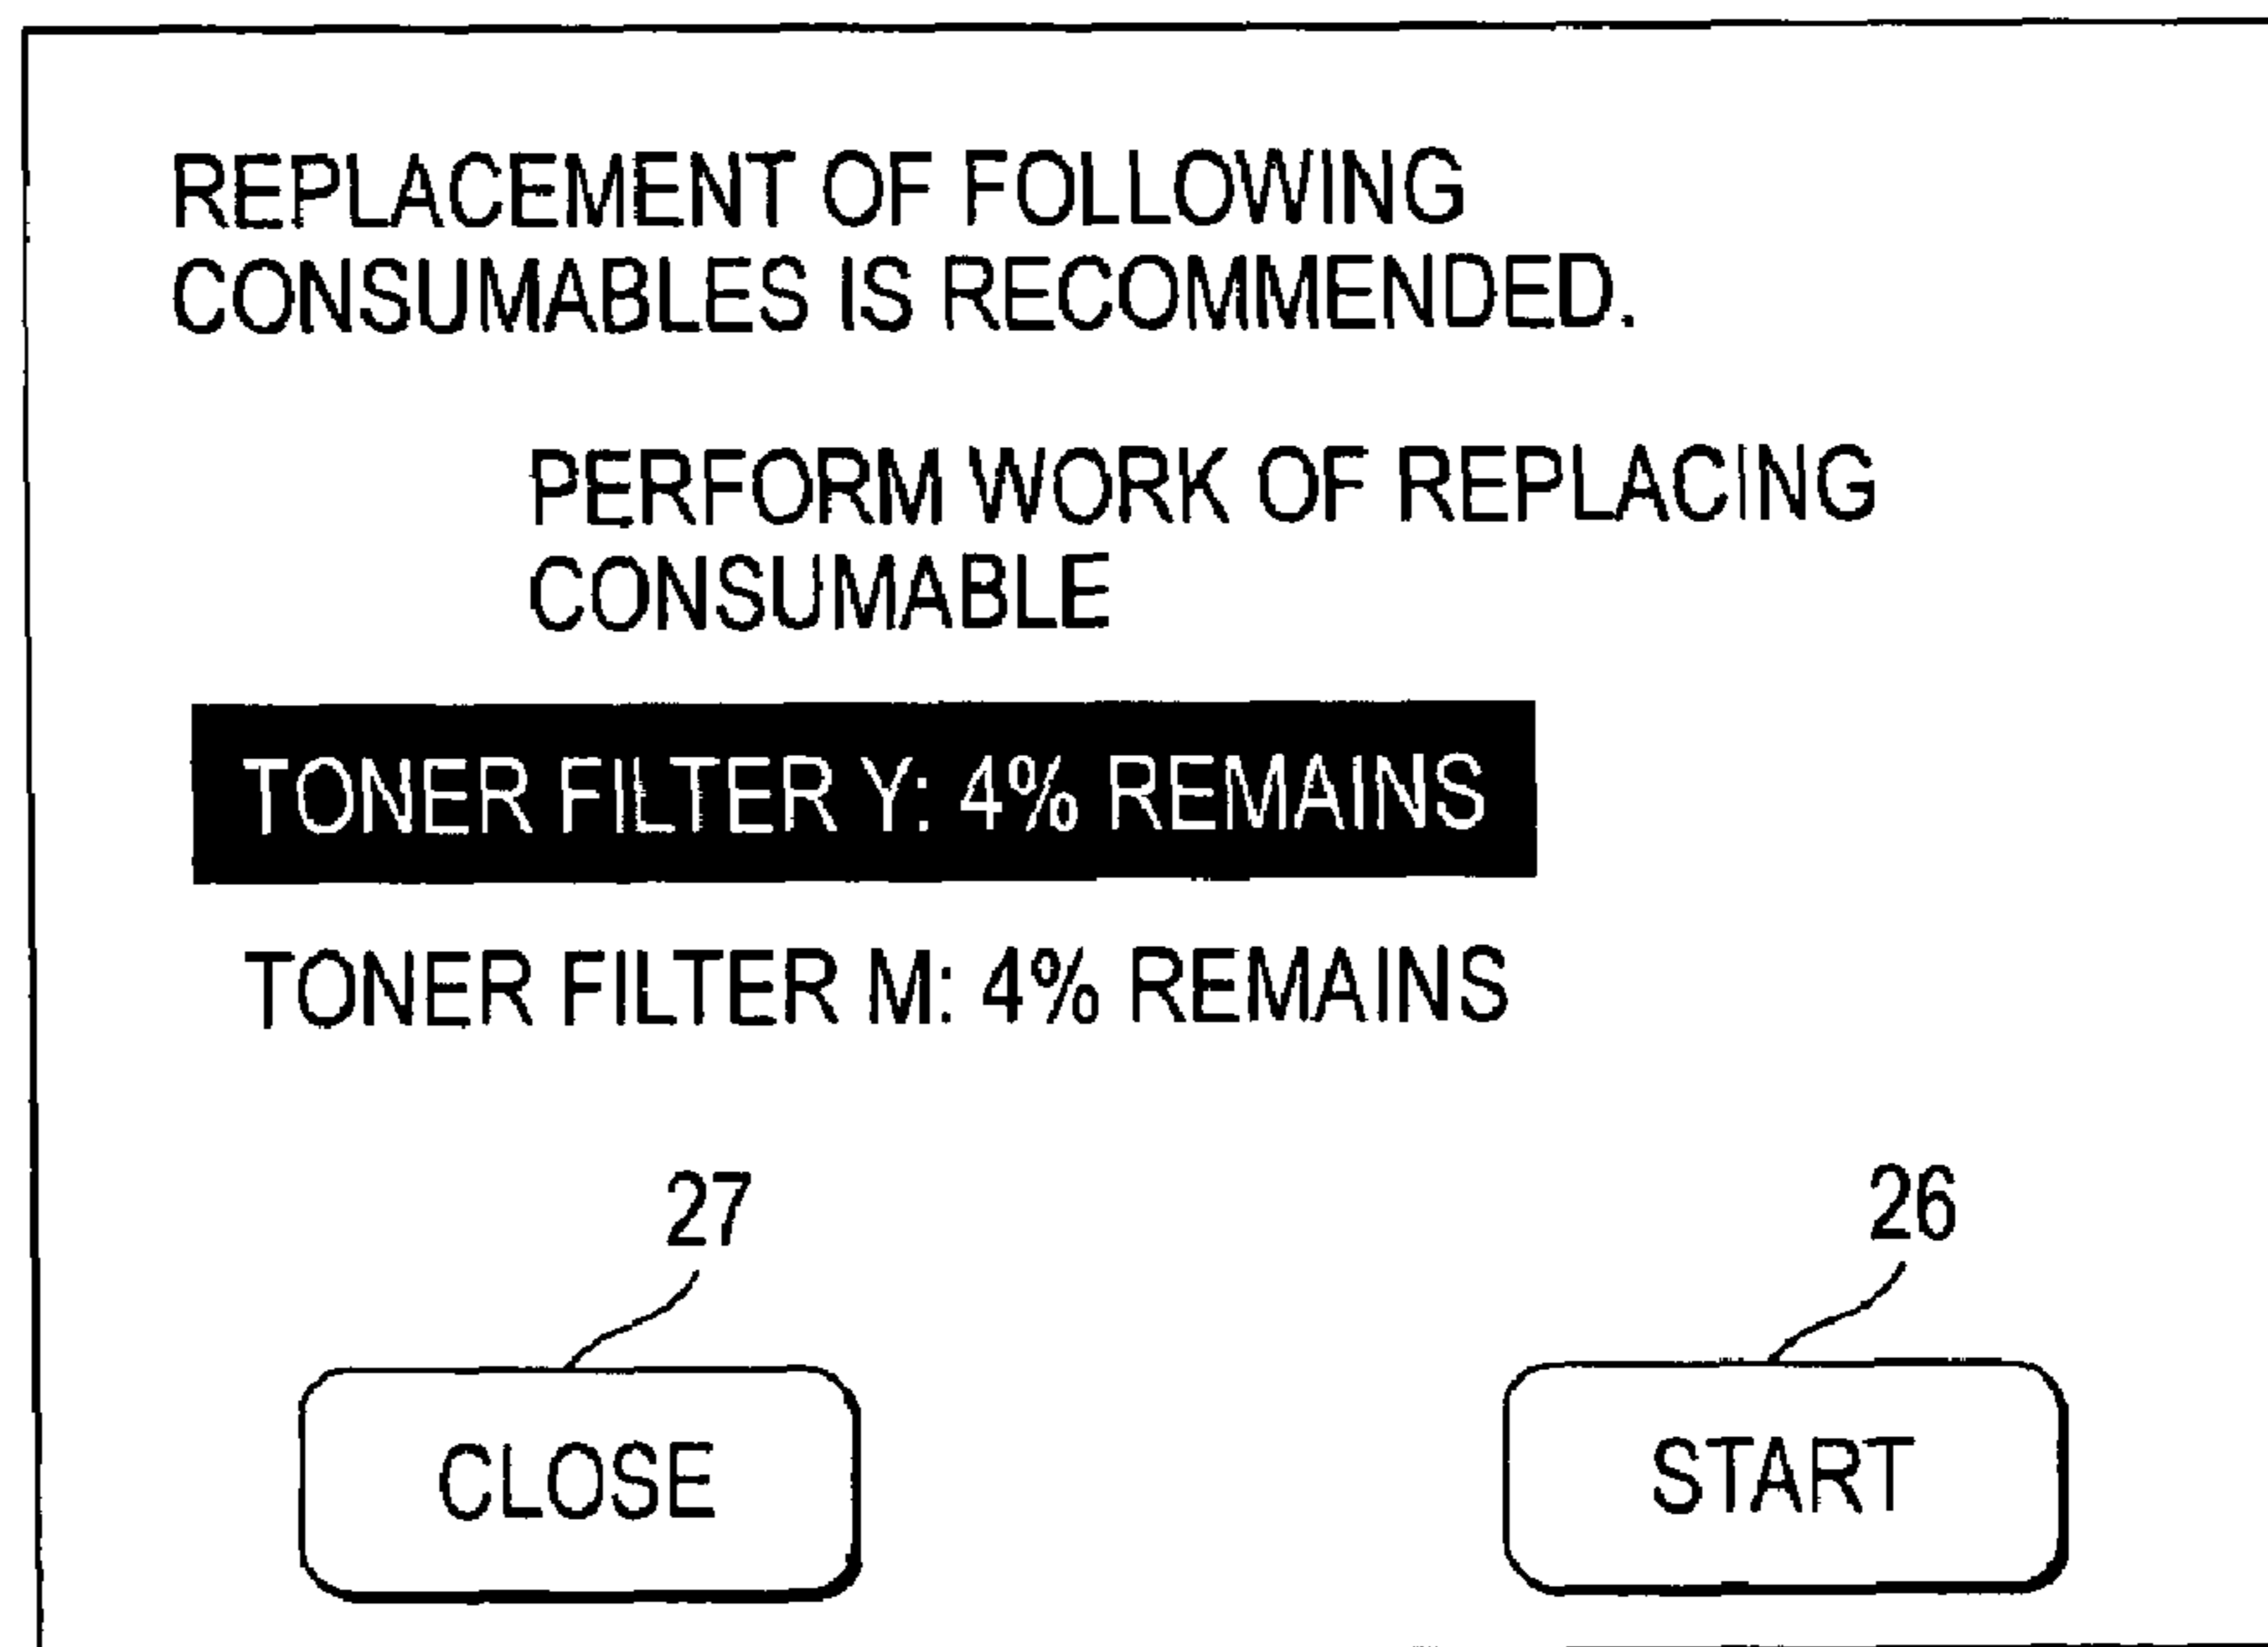 REPLACEMENT OF FOLLOWING
CONSUMABLES IS RECOMMENDED.
PERFORM WORK OF REPLACING
CONSUMABLE
TONER FILTER Y: 4% REMAINS
TONER FILTER M: 4% REMAINS
27
26
CLOSE
START